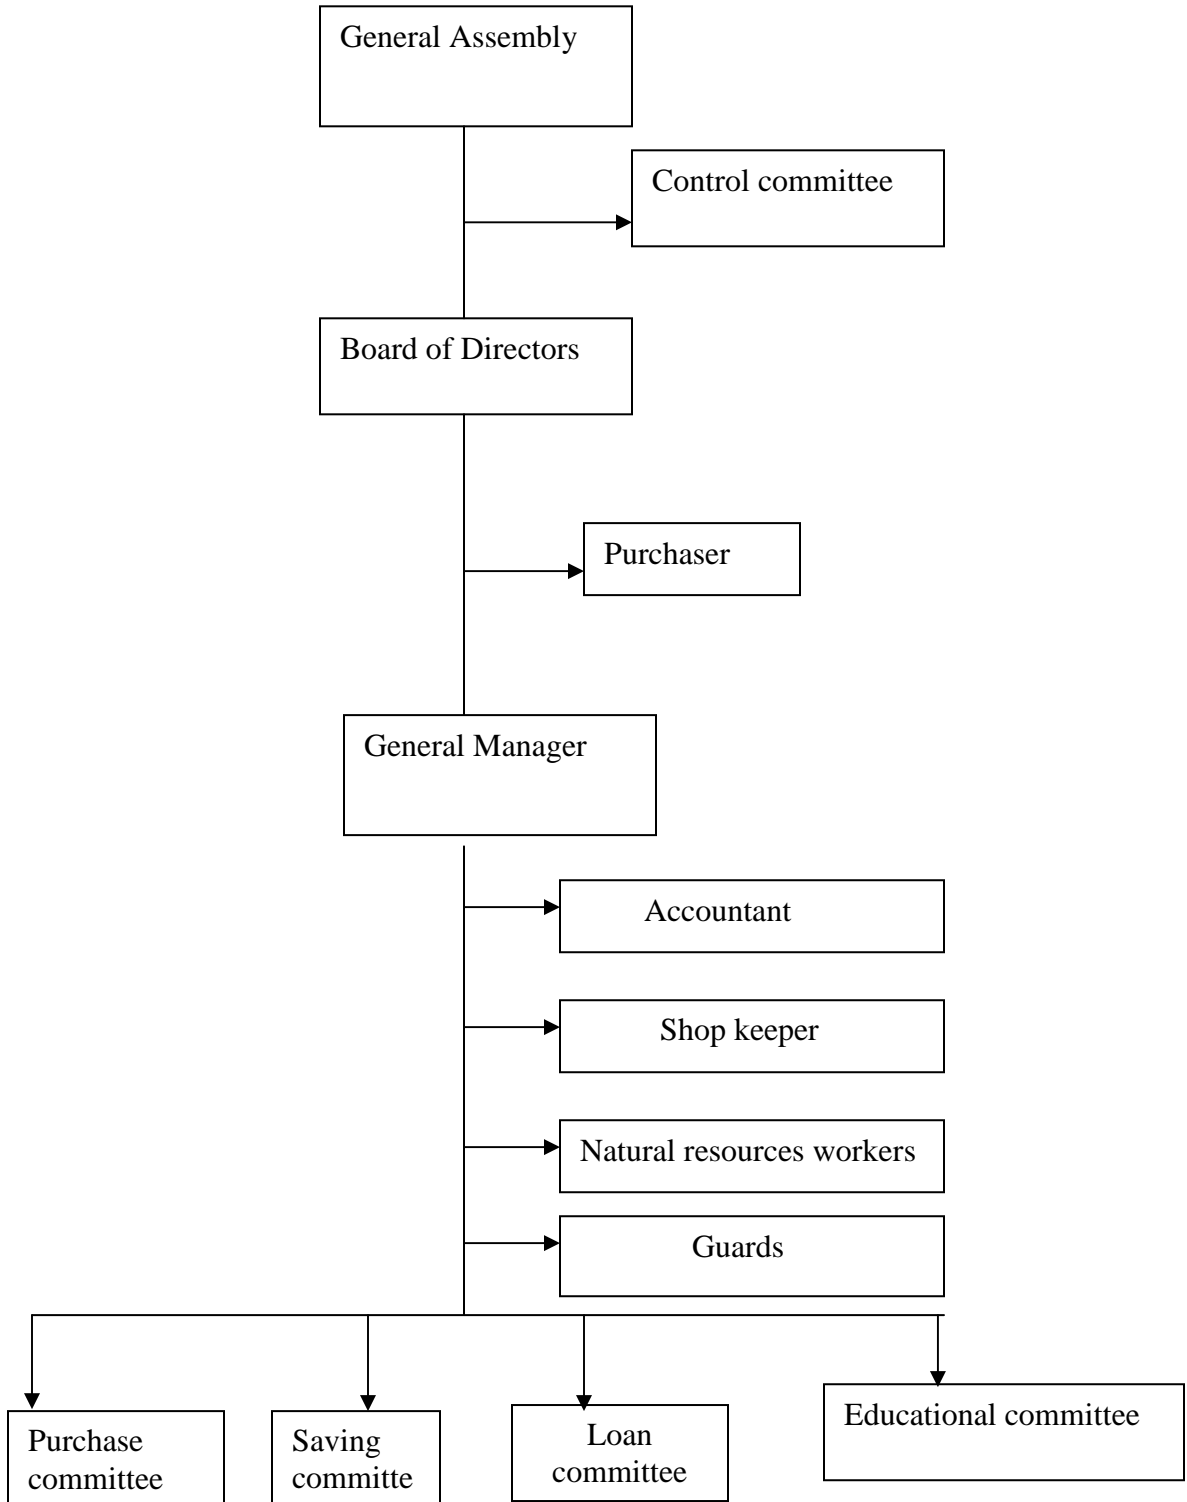 General Assembly
Control committee
Board of Directors
Purchaser
General Manager
Accountant
Shop keeper
Natural resources workers
Guards
Purchase
committee
Saving
committe
Loan
committee
Educational committee